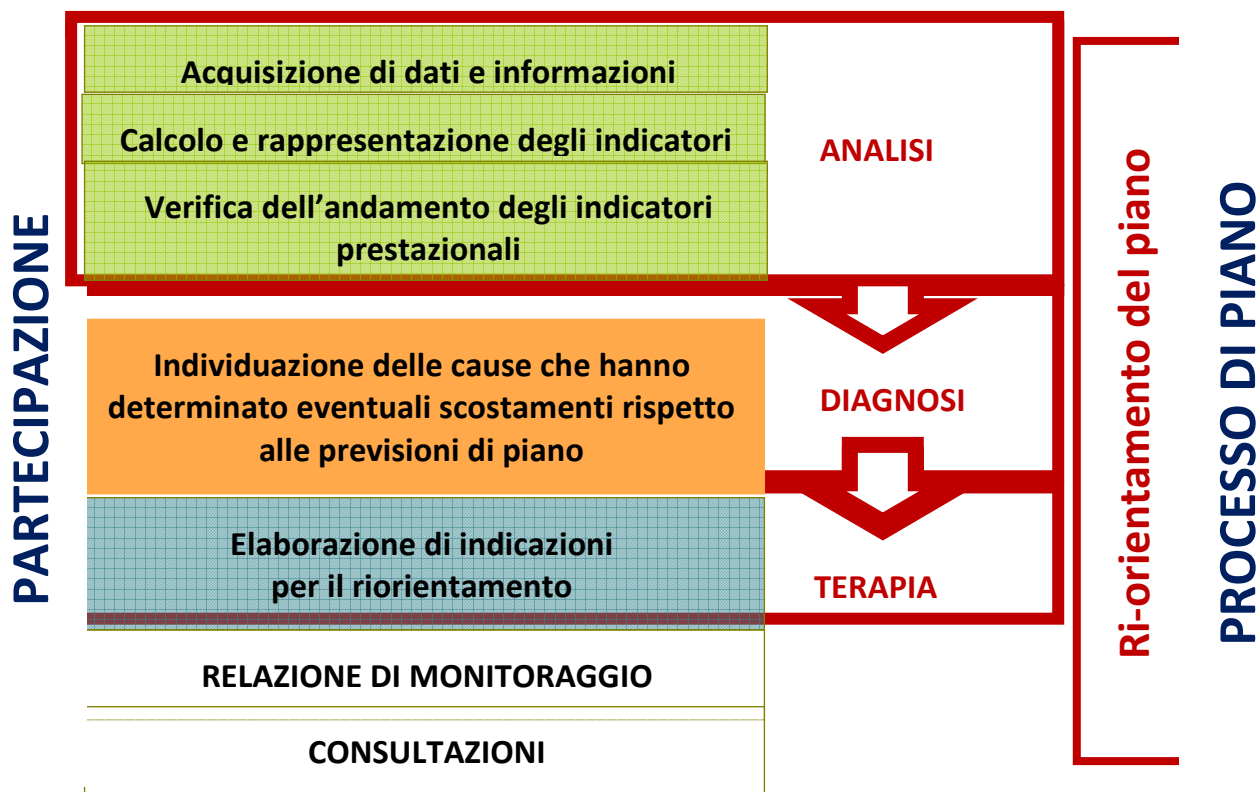 PARTECIPAZIONE
Acquisizione di dati e informazioni
Calcolo e rappresentazione degli indicatori
Verifica dell’andamento degli indicatori
prestazionali
ANALISI
Individuazione delle cause che hanno
determinato eventuali scostamenti rispetto
alle previsioni di piano
DIAGNOSI
Elaborazione di indicazioni
per il riorientamento
TERAPIA
RELAZIONE DI MONITORAGGIO
CONSULTAZIONI
Ri-orientamento del piano
PROCESSO DI PIANO